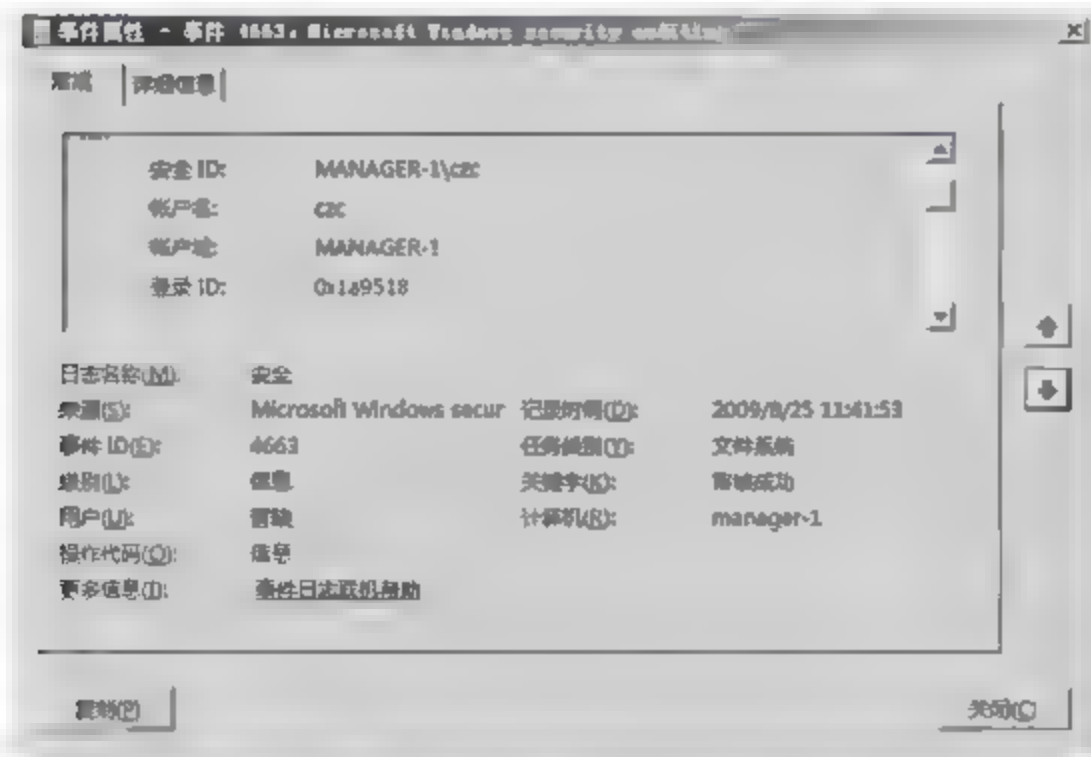 事件属性 - 事件 4663, Microsoft Windows security auditing
常规 详细信息
安全 ID: MANAGER-1\czc
帐户名: czc
帐户域: MANAGER-1
登录 ID: 0x1a9518
日志名称(M): 安全
来源(S): Microsoft Windows secur 记录时间(D): 2009/8/25 11:41:53
事件 ID(E): 4663 任务类别(Y): 文件系统
级别(L): 信息 关键字(K): 审核成功
用户(U): 暂缺 计算机(R): manager-1
操作代码(O): 信息
更多信息(I): 事件日志联机帮助
复制(P) 关闭(C)